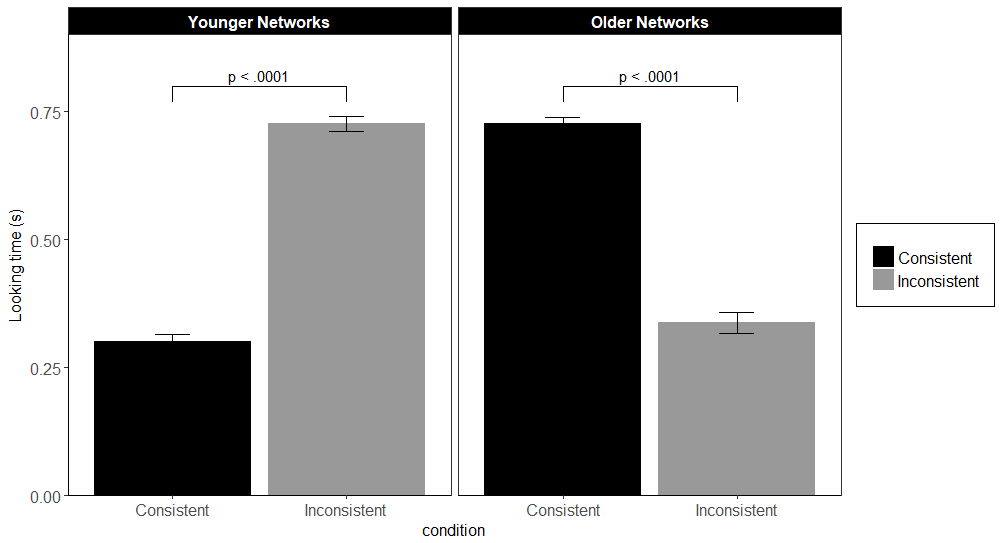 Younger Networks
Older Networks
p < .0001
p < .0001
Looking time (s)
0.75
0.50
0.25
0.00
Consistent
Inconsistent
Consistent
Inconsistent
condition
Consistent
Inconsistent